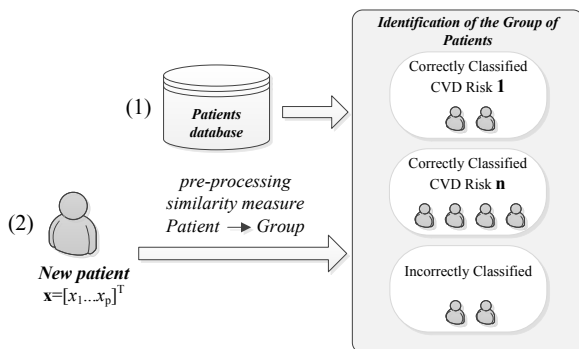 Identification of the Group of
Patients
Correctly Classified
CVD Risk 1
(1)
Patients
database
Correctly Classified
CVD Risk n
pre-processing
similarity measure
Patient → Group
(2)
New patient
x=[x₁...xₚ]ᵀ
Incorrectly Classified